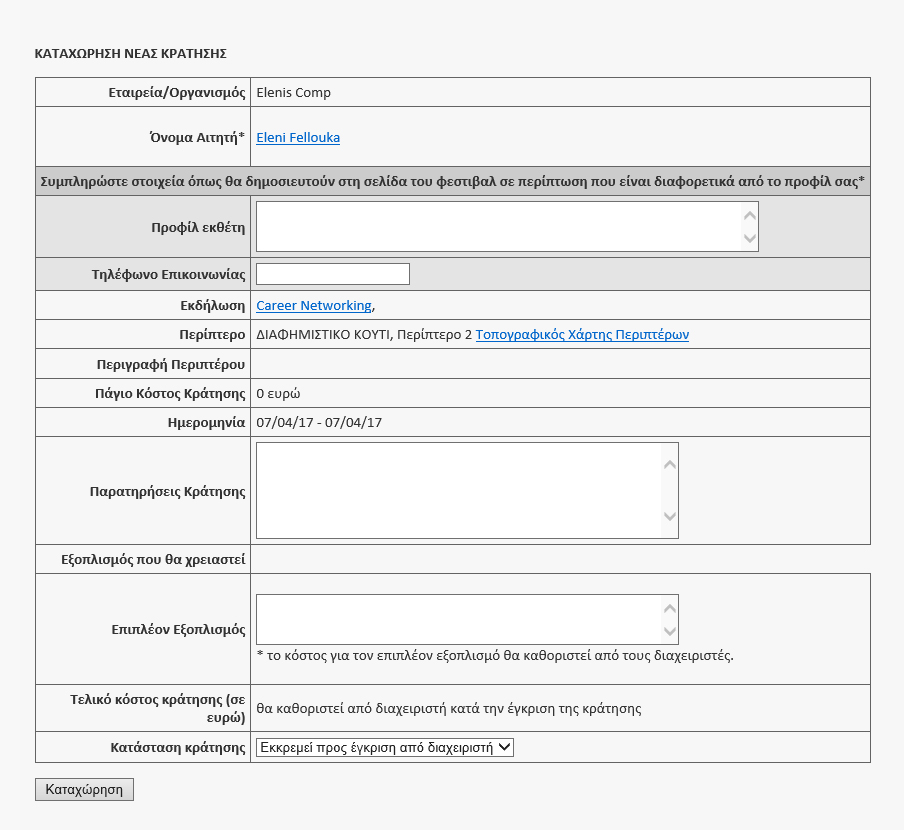 ΚΑΤΑΧΩΡΗΣΗ ΝΕΑΣ ΚΡΑΤΗΣΗΣ
Εταιρεία/Οργανισμός Elenis Comp
Όνομα Αιτητή* Eleni Fellouka
Συμπληρώστε στοιχεία όπως θα δημοσιευτούν στη σελίδα του φεστιβαλ σε περίπτωση που είναι διαφορετικά από το προφίλ σας*
Προφίλ εκθέτη
Τηλέφωνο Επικοινωνίας
Εκδήλωση Career Networking,
Περίπτερο ΔΙΑΦΗΜΙΣΤΙΚΟ ΚΟΥΤΙ, Περίπτερο 2 Τοπογραφικός Χάρτης Περιπτέρων
Περιγραφή Περιπτέρου
Πάγιο Κόστος Κράτησης 0 ευρώ
Ημερομηνία 07/04/17 - 07/04/17
Παρατηρήσεις Κράτησης
Εξοπλισμός που θα χρειαστεί
Επιπλέον Εξοπλισμός
* το κόστος για τον επιπλέον εξοπλισμό θα καθοριστεί από τους διαχειριστές.
Τελικό κόστος κράτησης (σε
ευρώ) θα καθοριστεί από διαχειριστή κατά την έγκριση της κράτησης
Κατάσταση κράτησης Εκκρεμεί προς έγκριση από διαχειριστή
Καταχώρηση